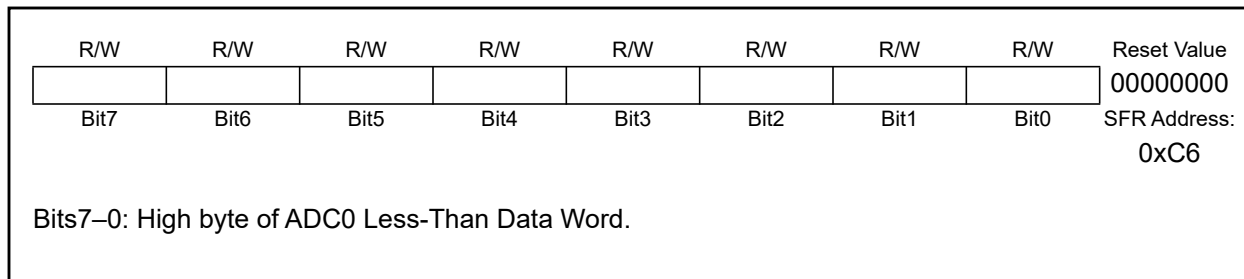 R/W R/W R/W R/W R/W R/W R/W R/W Reset Value
00000000
Bit7 Bit6 Bit5 Bit4 Bit3 Bit2 Bit1 Bit0 SFR Address:
0xC6
Bits7–0: High byte of ADC0 Less-Than Data Word.